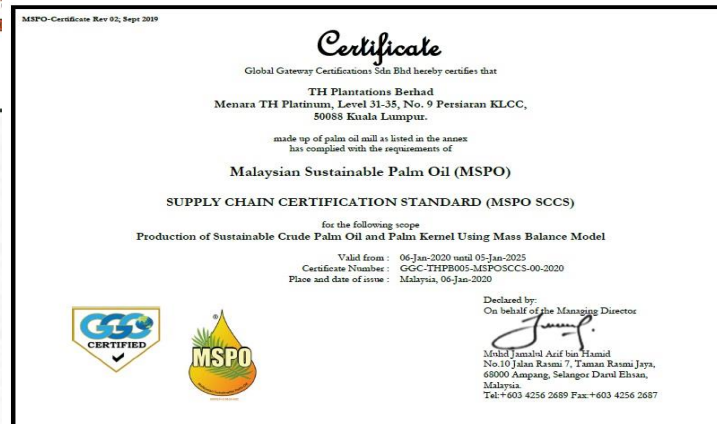 MSPO-Certificate Rev 02; Sept 2019
Certificate
Global Gateway Certifications Sdn Bhd hereby certifies that
TH Plantations Berhad
Menara TH Platinum, Level 31-35, No. 9 Persiaran KLCC,
50088 Kuala Lumpur.
made up of palm oil mill as listed in the annex
has complied with the requirements of
Malaysian Sustainable Palm Oil (MSPO)
SUPPLY CHAIN CERTIFICATION STANDARD (MSPO SCCS)
for the following scope
Production of Sustainable Crude Palm Oil and Palm Kernel Using Mass Balance Model
Valid from : 06-Jan-2020 until 05-Jan-2025
Certificate Number : GGC-THPB005-MSPOSCCS-00-2020
Place and date of issue : Malaysia, 06-Jan-2020
Declared by:
On behalf of the Managing Director
Muhd Jamalul Arif bin Hamid
No.10 Jalan Rasmi 7, Taman Rasmi Jaya,
68000 Ampang, Selangor Darul Ehsan,
Malaysia.
Tel:+603 4256 2689 Fax:+603 4256 2687
GGC
CERTIFIED
MSPO